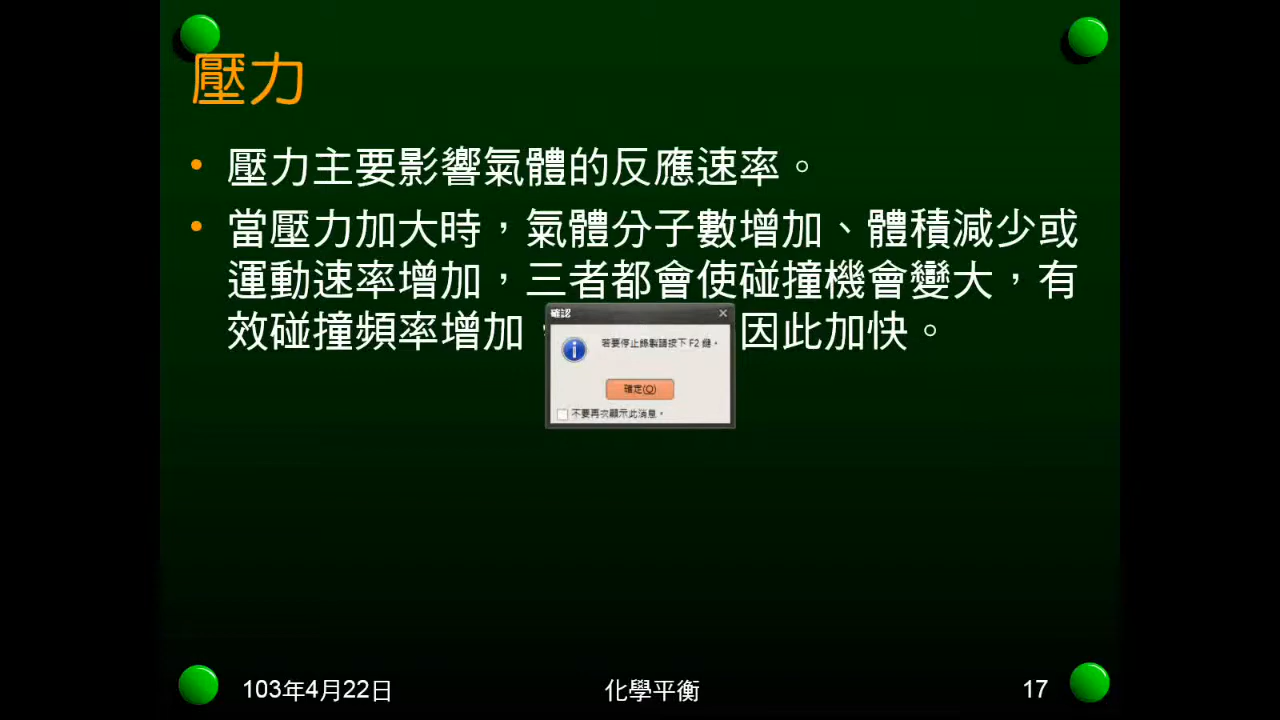 壓力
• 壓力主要影響氣體的反應速率。
• 當壓力加大時，氣體分子數增加、體積減少或
運動速率增加，三者都會使碰撞機會變大，有
效碰撞頻率增加，因此加快。
確認
若要停止錄製請按下 F2 鍵。
確定(O)
不要再次顯示此消息。
103年4月22日
化學平衡
17